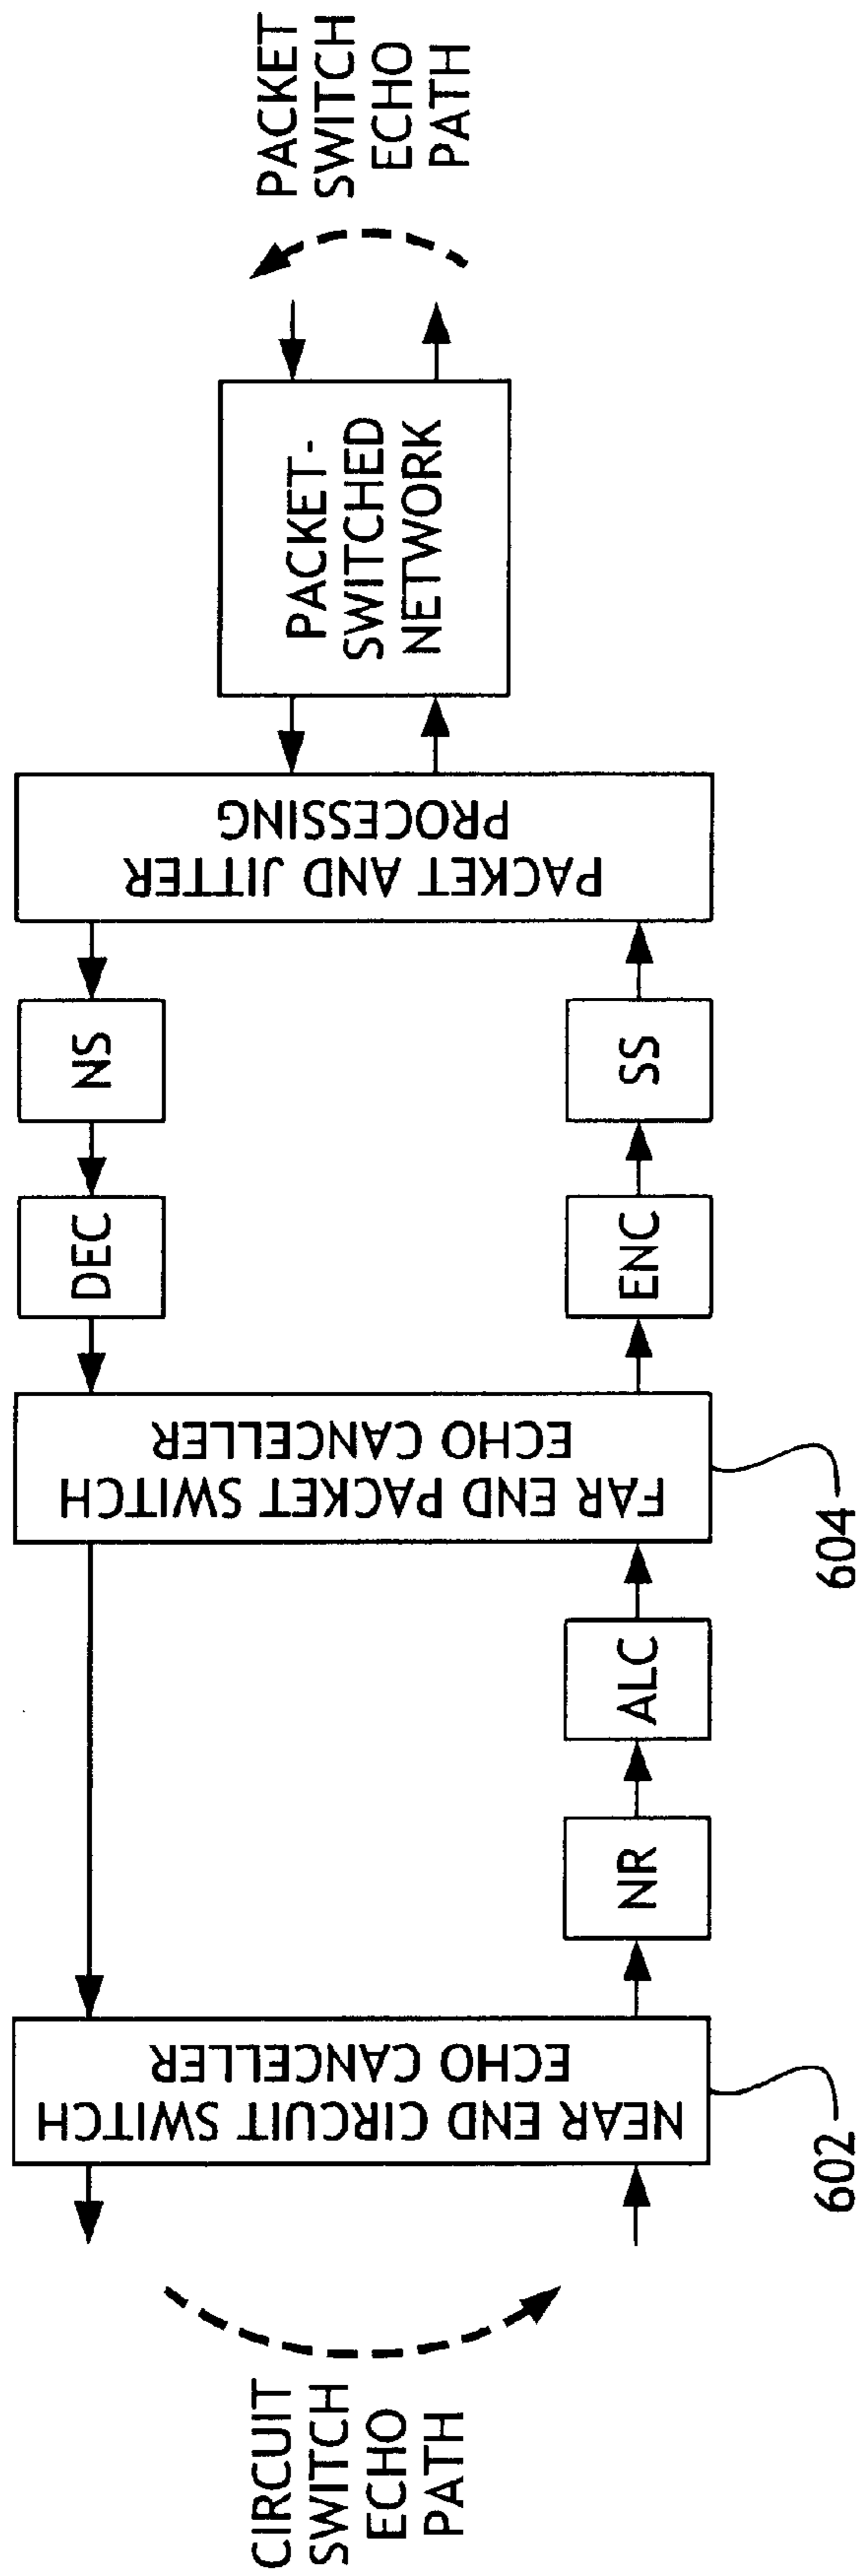 CIRCUIT
SWITCH
ECHO
PATH
NEAR END CIRCUIT SWITCH
ECHO CANCELLER
602
NR
ALC
FAR END PACKET SWITCH
ECHO CANCELLER
604
DEC
NS
ENC
SS
PACKET AND JITTER
PROCESSING
PACKET-
SWITCHED
NETWORK
PACKET
SWITCH
ECHO
PATH